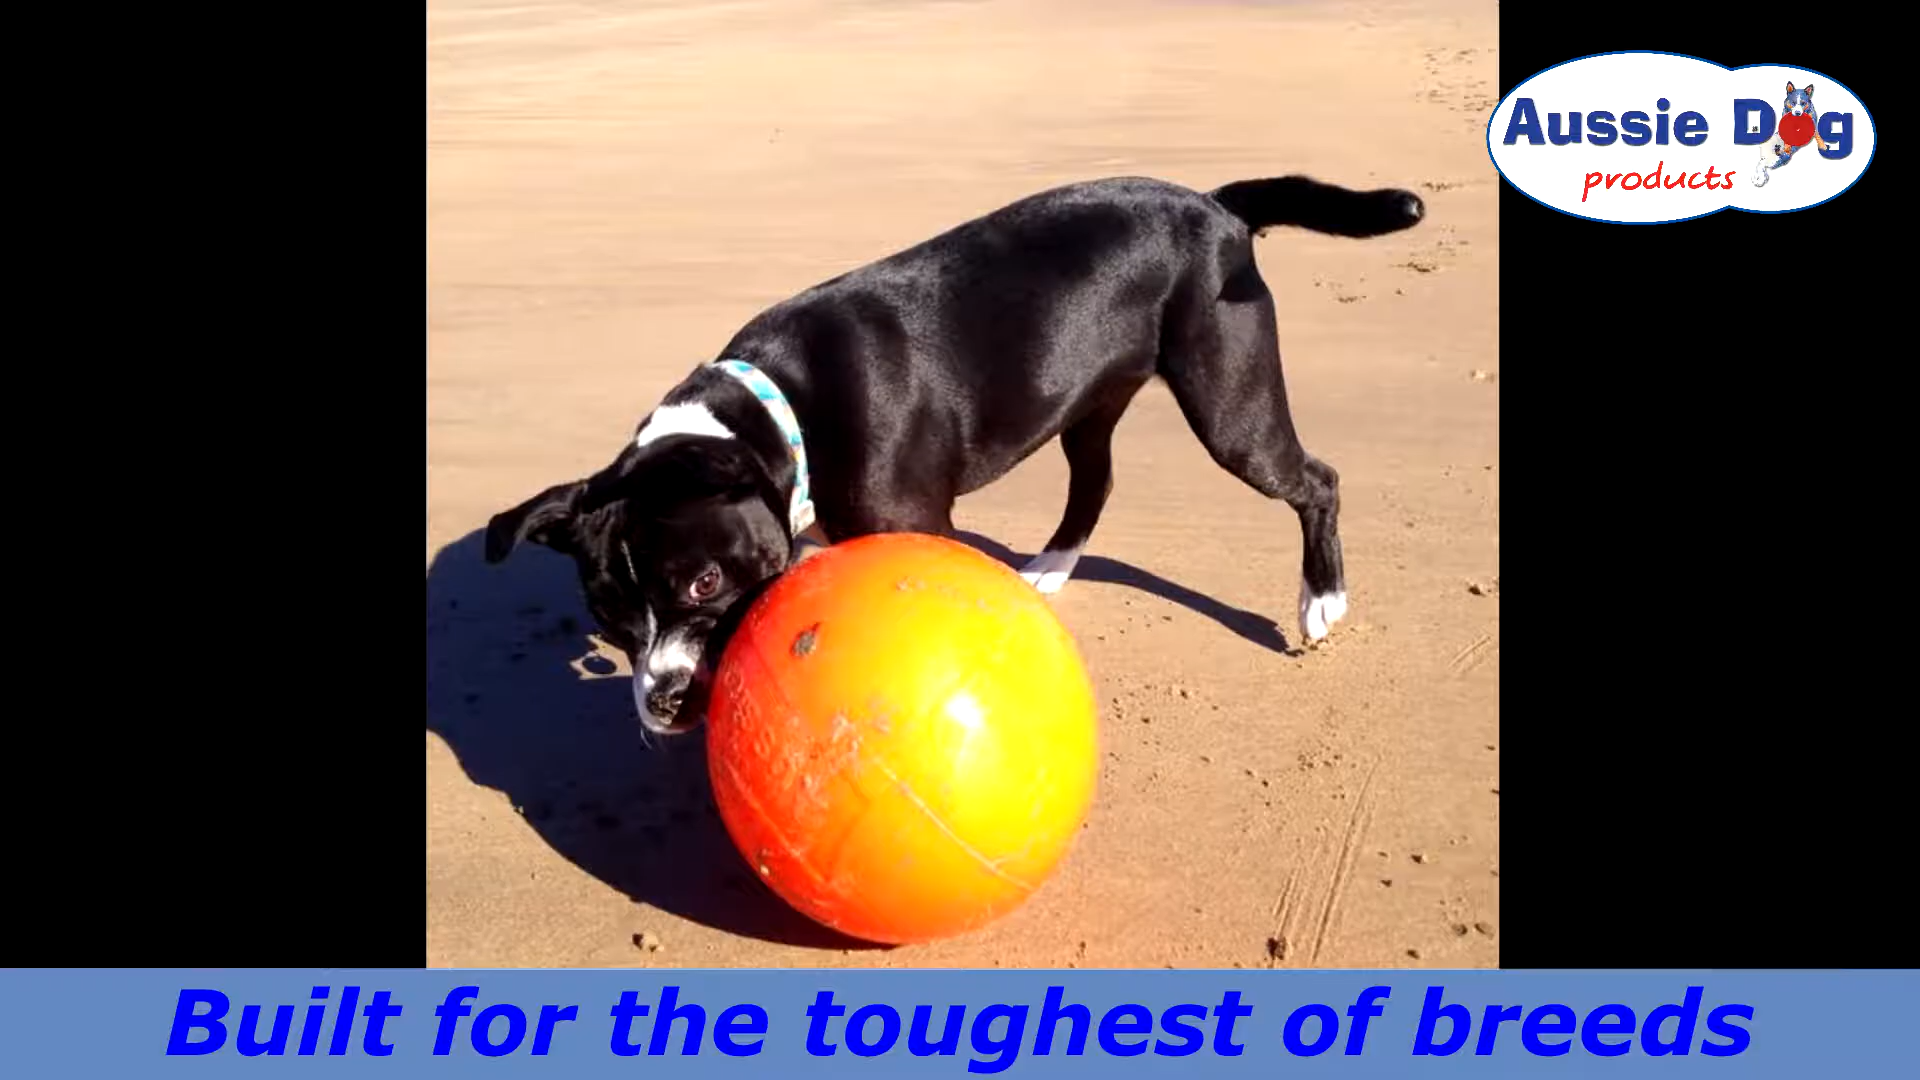 Aussie Dog
products
Built for the toughest of breeds